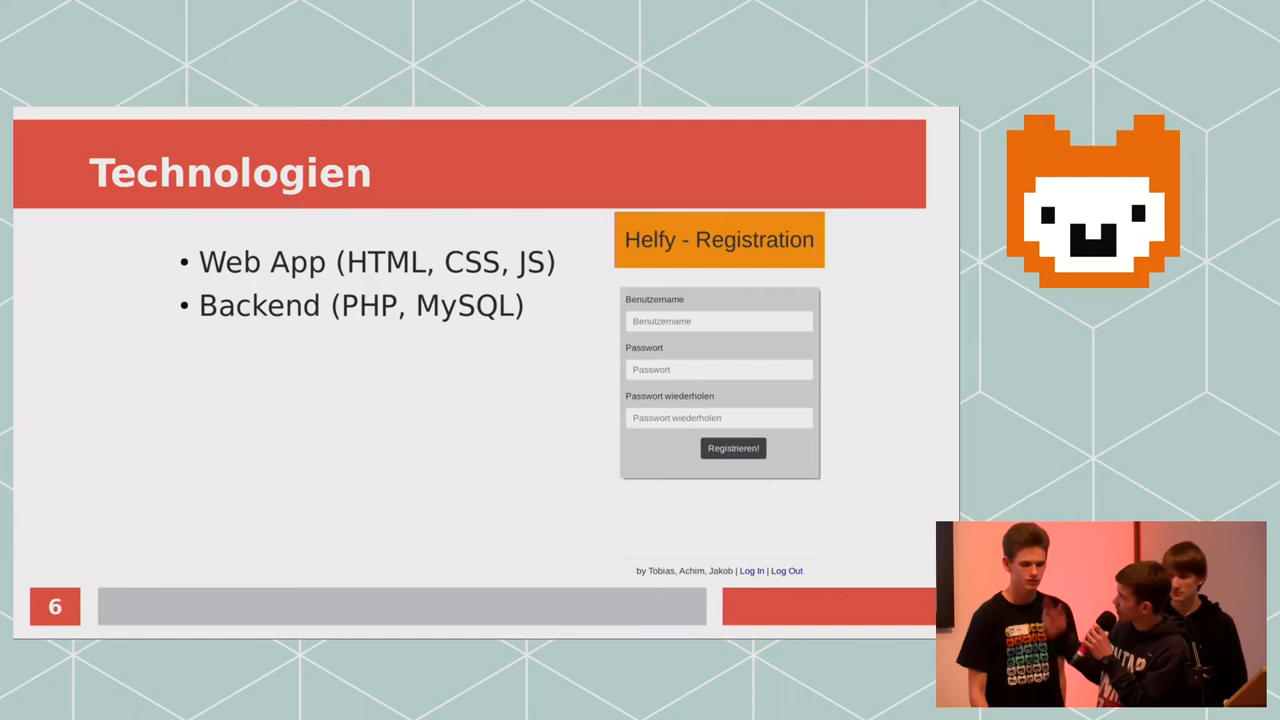 Technologien
• Web App (HTML, CSS, JS)
• Backend (PHP, MySQL)
Helfy - Registration
Benutzername
Benutzername
Passwort
Passwort
Passwort wiederholen
Passwort wiederholen
Registrieren!
by Tobias, Achim, Jakob | Log In | Log Out
6